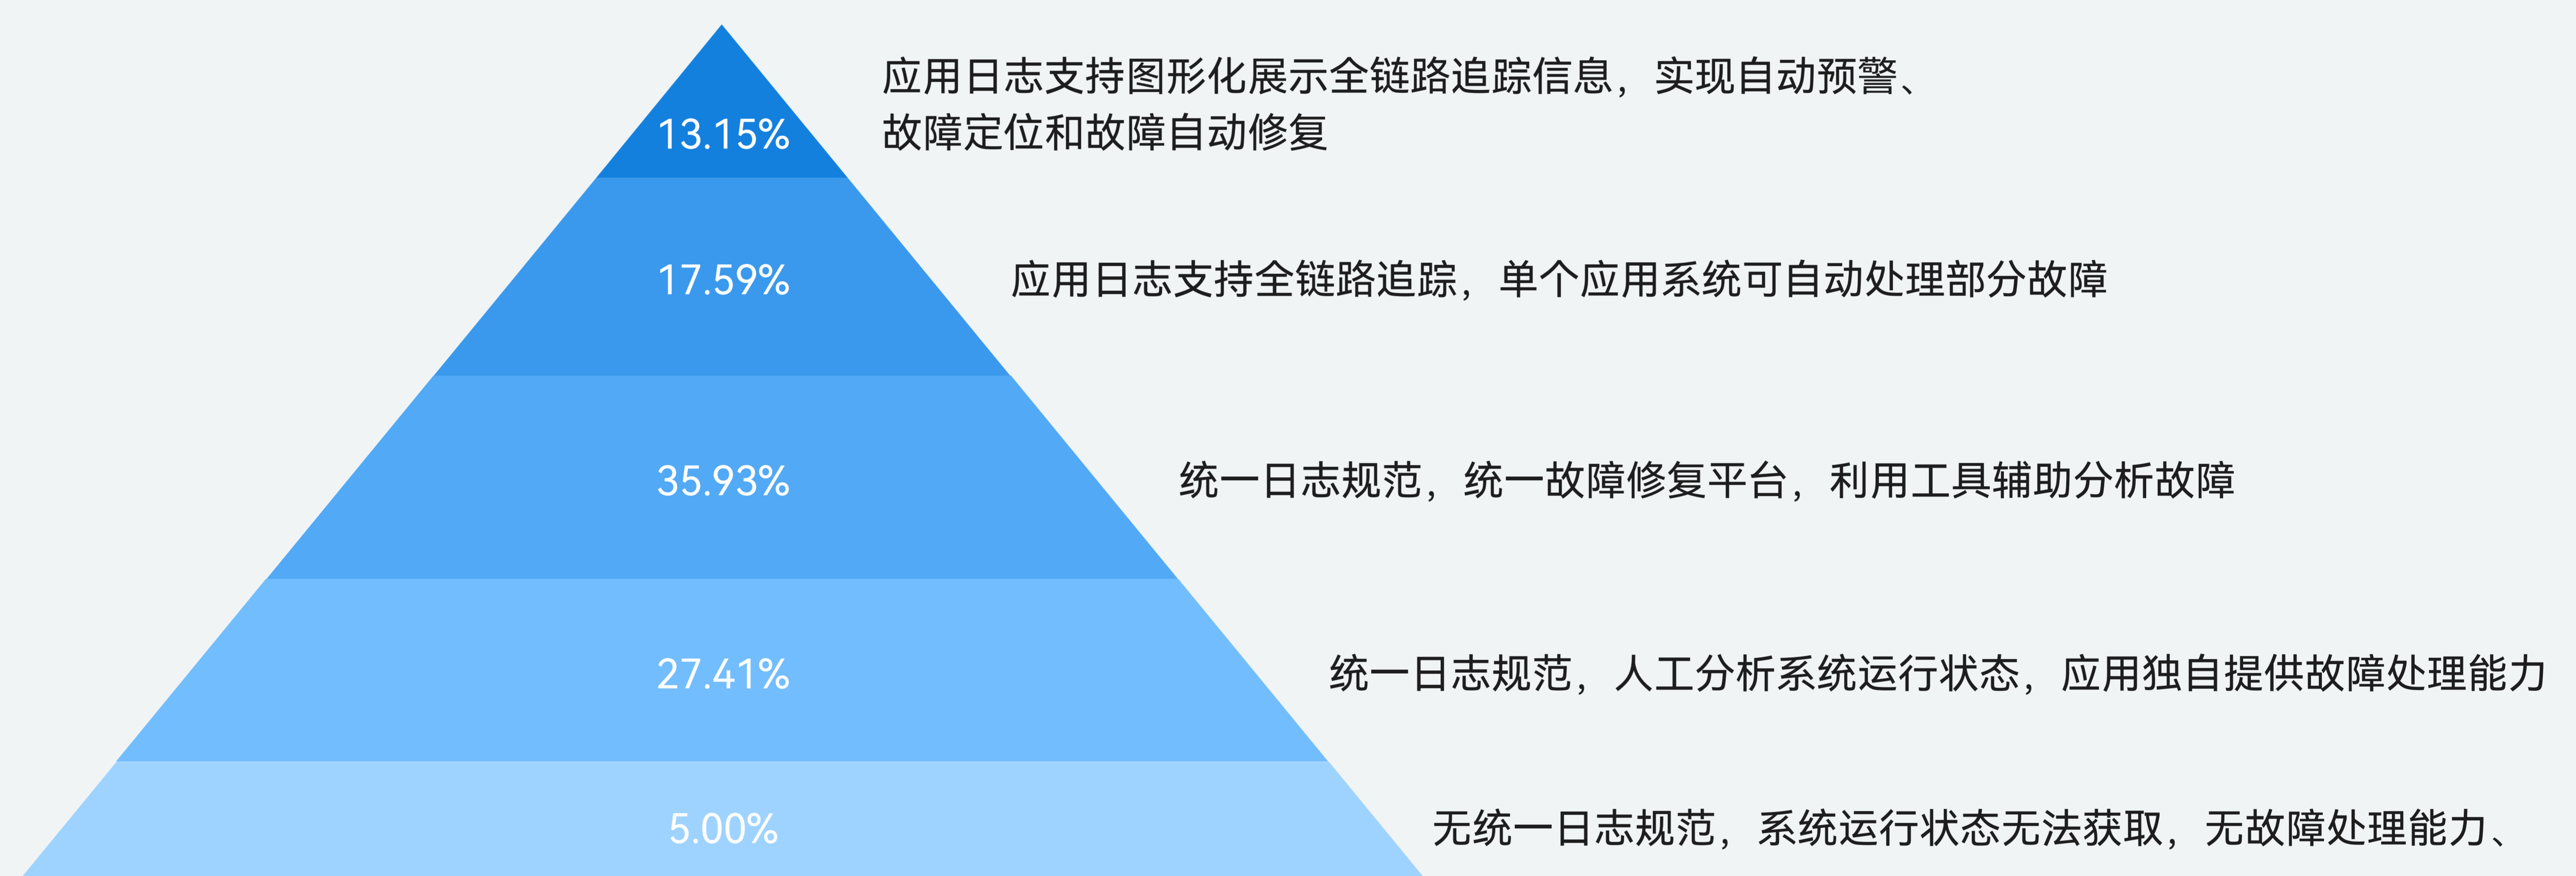 应用日志支持图形化展示全链路追踪信息，实现自动预警、
13.15%
故障定位和故障自动修复
17.59%
应用日志支持全链路追踪，单个应用系统可自动处理部分故障
35.93%
统一日志规范，统一故障修复平台，利用工具辅助分析故障
27.41%
统一日志规范，人工分析系统运行状态，应用独自提供故障处理能力
5.00%
无统一日志规范，系统运行状态无法获取，无故障处理能力、